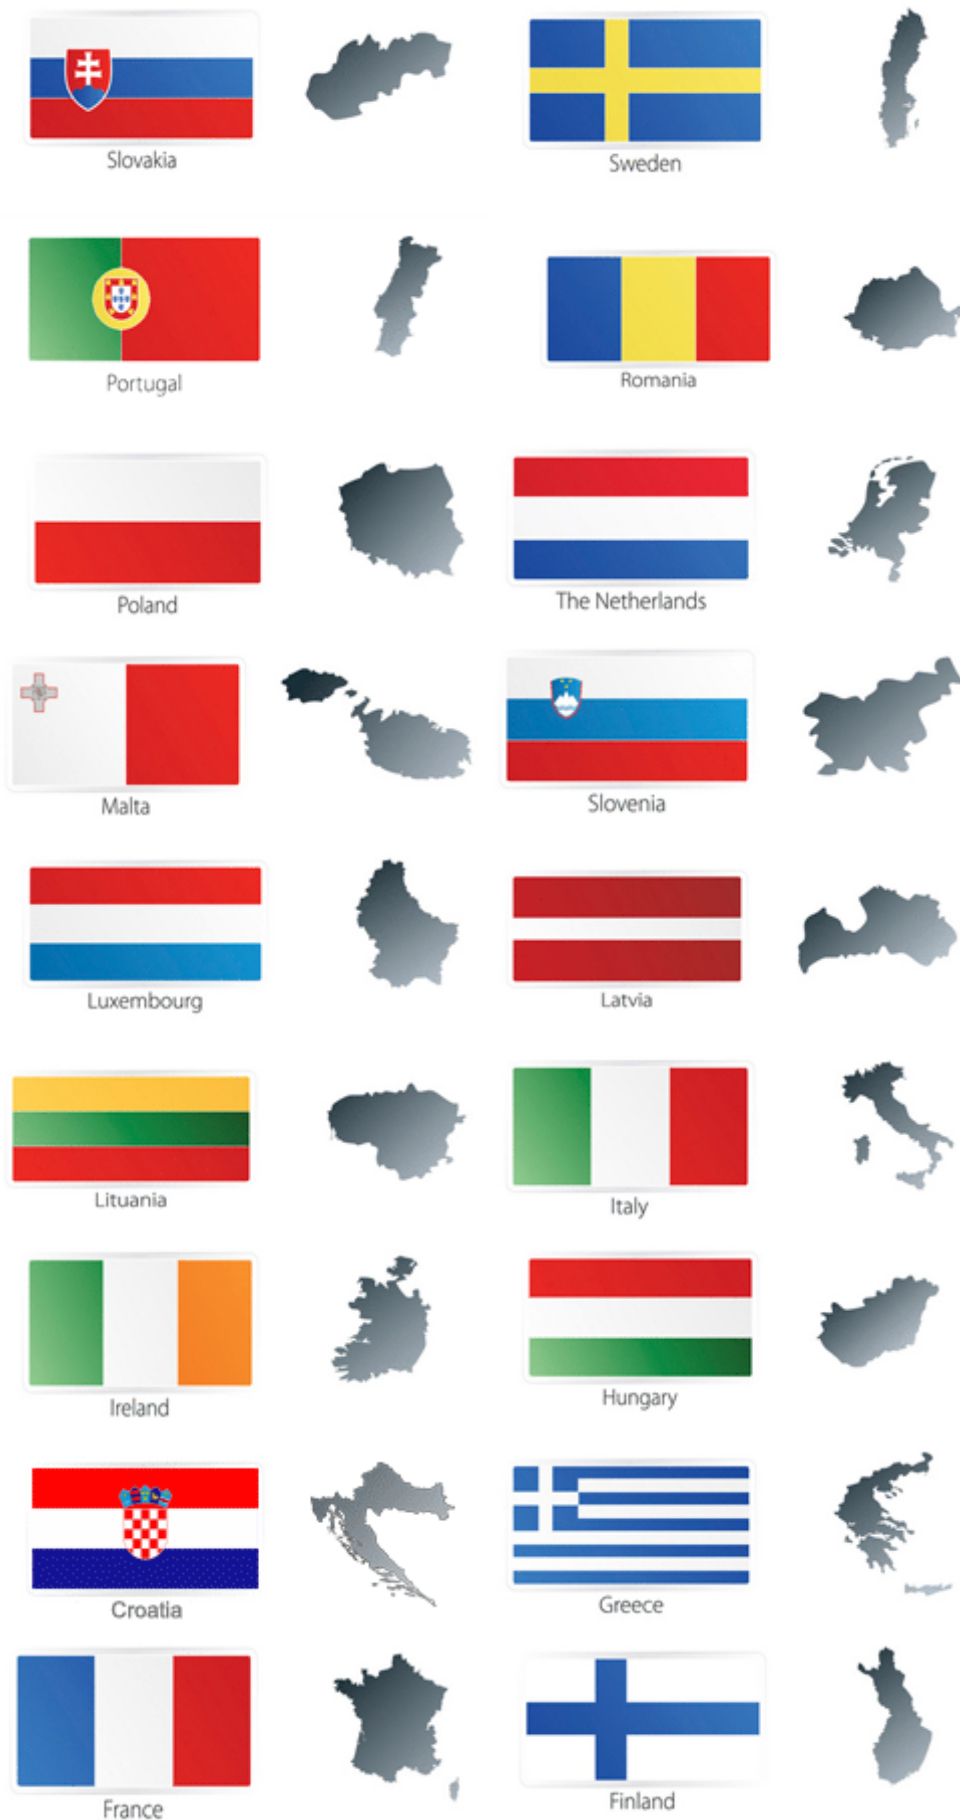 Slovakia
Sweden
Portugal
Romania
Poland
The Netherlands
Malta
Slovenia
Luxembourg
Latvia
Lituania
Italy
Ireland
Hungary
Croatia
Greece
France
Finland